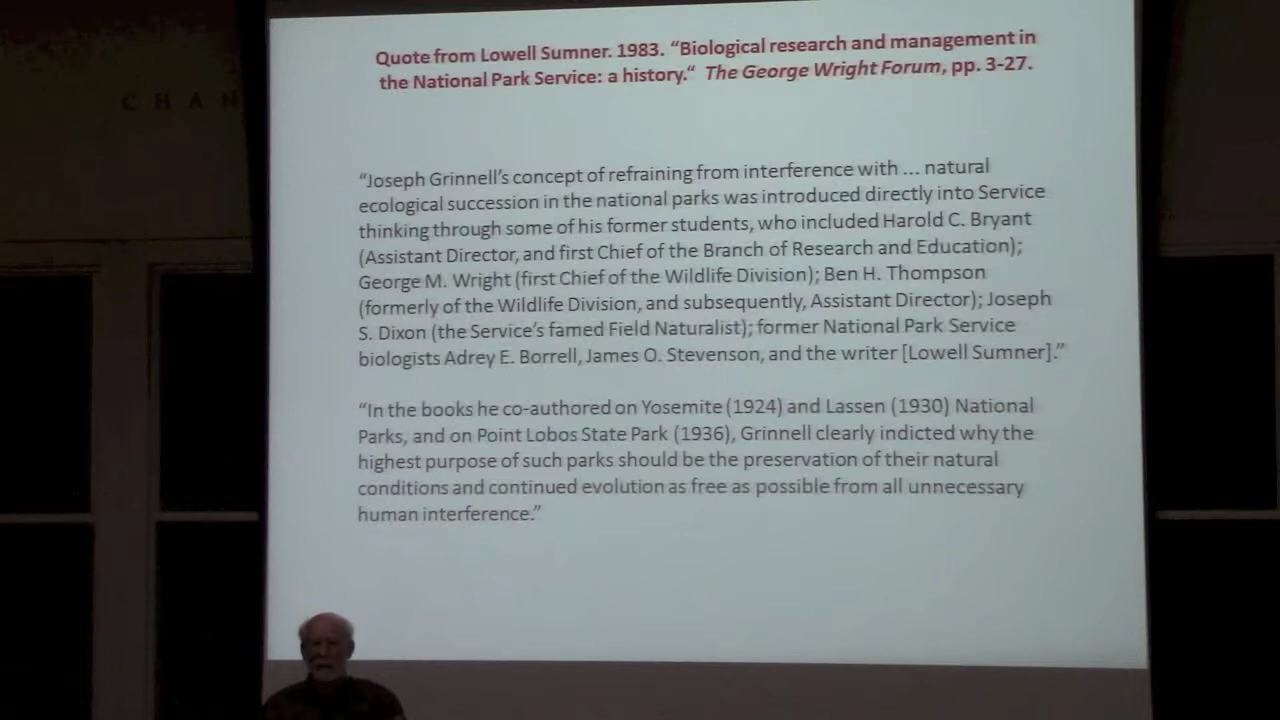 CHAN
Quote from Lowell Sumner. 1983. “Biological research and management in
the National Park Service: a history.“ The George Wright Forum, pp. 3-27.
“Joseph Grinnell’s concept of refraining from interference with ... natural
ecological succession in the national parks was introduced directly into Service
thinking through some of his former students, who included Harold C. Bryant
(Assistant Director, and first Chief of the Branch of Research and Education);
George M. Wright (first Chief of the Wildlife Division); Ben H. Thompson
(formerly of the Wildlife Division, and subsequently, Assistant Director); Joseph
S. Dixon (the Service’s famed Field Naturalist); former National Park Service
biologists Adrey E. Borrell, James O. Stevenson, and the writer [Lowell Sumner].”
“In the books he co-authored on Yosemite (1924) and Lassen (1930) National
Parks, and on Point Lobos State Park (1936), Grinnell clearly indicted why the
highest purpose of such parks should be the preservation of their natural
conditions and continued evolution as free as possible from all unnecessary
human interference.”